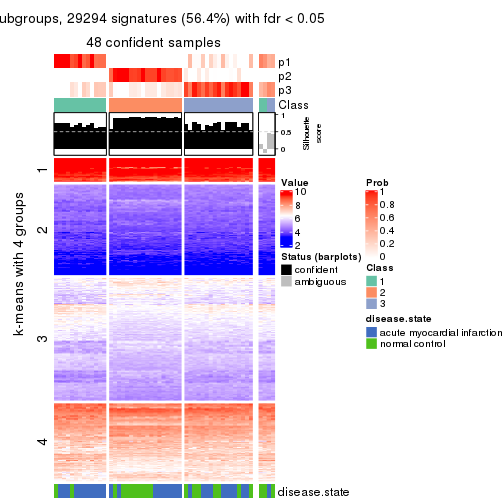 ubgroups, 29294 signatures (56.4%) with fdr < 0.05
48 confident samples
p1
p2
p3
Class
1
0.5
0
Silhouette
score
k-means with 4 groups
1
2
3
4
Value
10
8
6
4
2
Status (barplots)
confident
ambiguous
Prob
1
0.8
0.6
0.4
0.2
0
Class
1
2
3
disease.state
acute myocardial infarction
normal control
disease.state